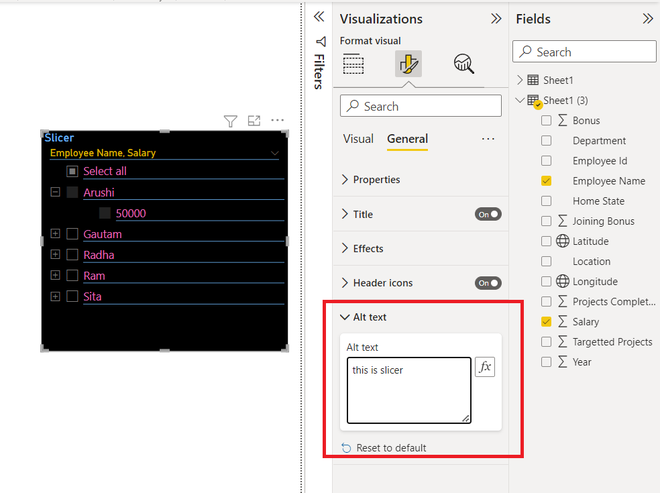 Slicer
Employee Name, Salary
Select all
Arushi
50000
Gautam
Radha
Ram
Sita
Filters
Visualizations
Format visual
Search
Visual
General
Properties
Title
On
Effects
Header icons
On
Alt text
Alt text
this is slicer
fx
Reset to default
Fields
Search
Sheet1
Sheet1 (3)
Bonus
Department
Employee Id
Employee Name
Home State
Joining Bonus
Latitude
Location
Longitude
Projects Complet...
Salary
Targetted Projects
Year